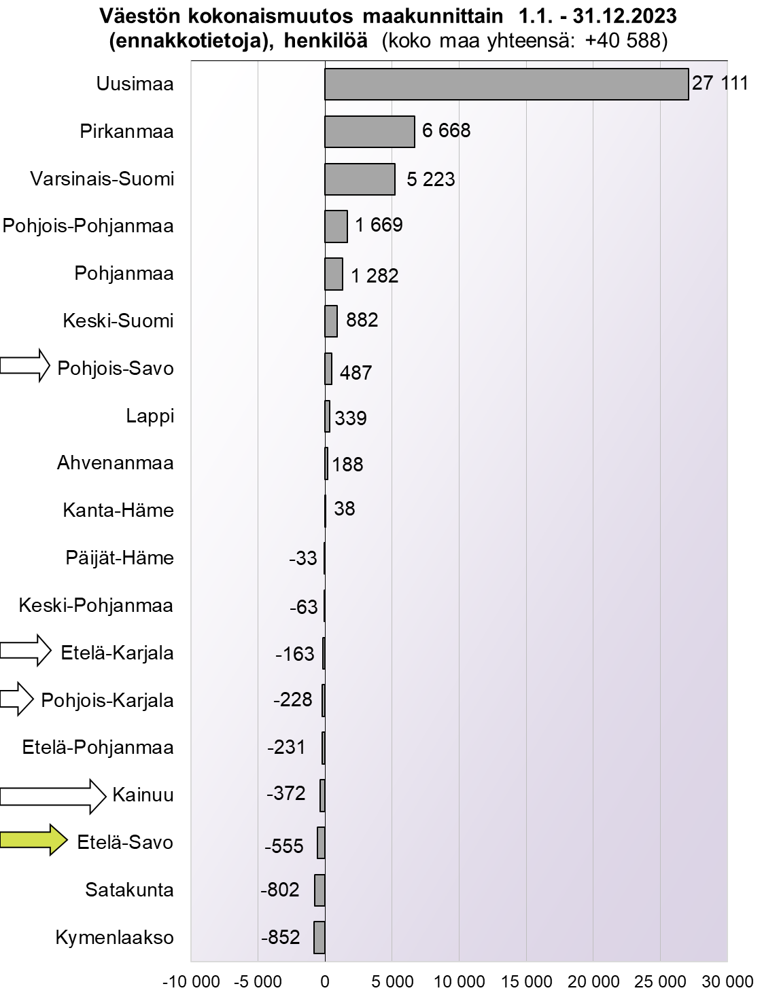 Väestön kokonaismuutos maakunnittain 1.1. - 31.12.2023
(ennakkotietoja), henkilöä (koko maa yhteensä: +40 588)
Uusimaa 27 111
Pirkanmaa 6 668
Varsinais-Suomi 5 223
Pohjois-Pohjanmaa 1 669
Pohjanmaa 1 282
Keski-Suomi 882
Pohjois-Savo 487
Lappi 339
Ahvenanmaa 188
Kanta-Häme 38
Päijät-Häme -33
Keski-Pohjanmaa -63
Etelä-Karjala -163
Pohjois-Karjala -228
Etelä-Pohjanmaa -231
Kainuu -372
Etelä-Savo -555
Satakunta -802
Kymenlaakso -852
-10 000 -5 000 0 5 000 10 000 15 000 20 000 25 000 30 000